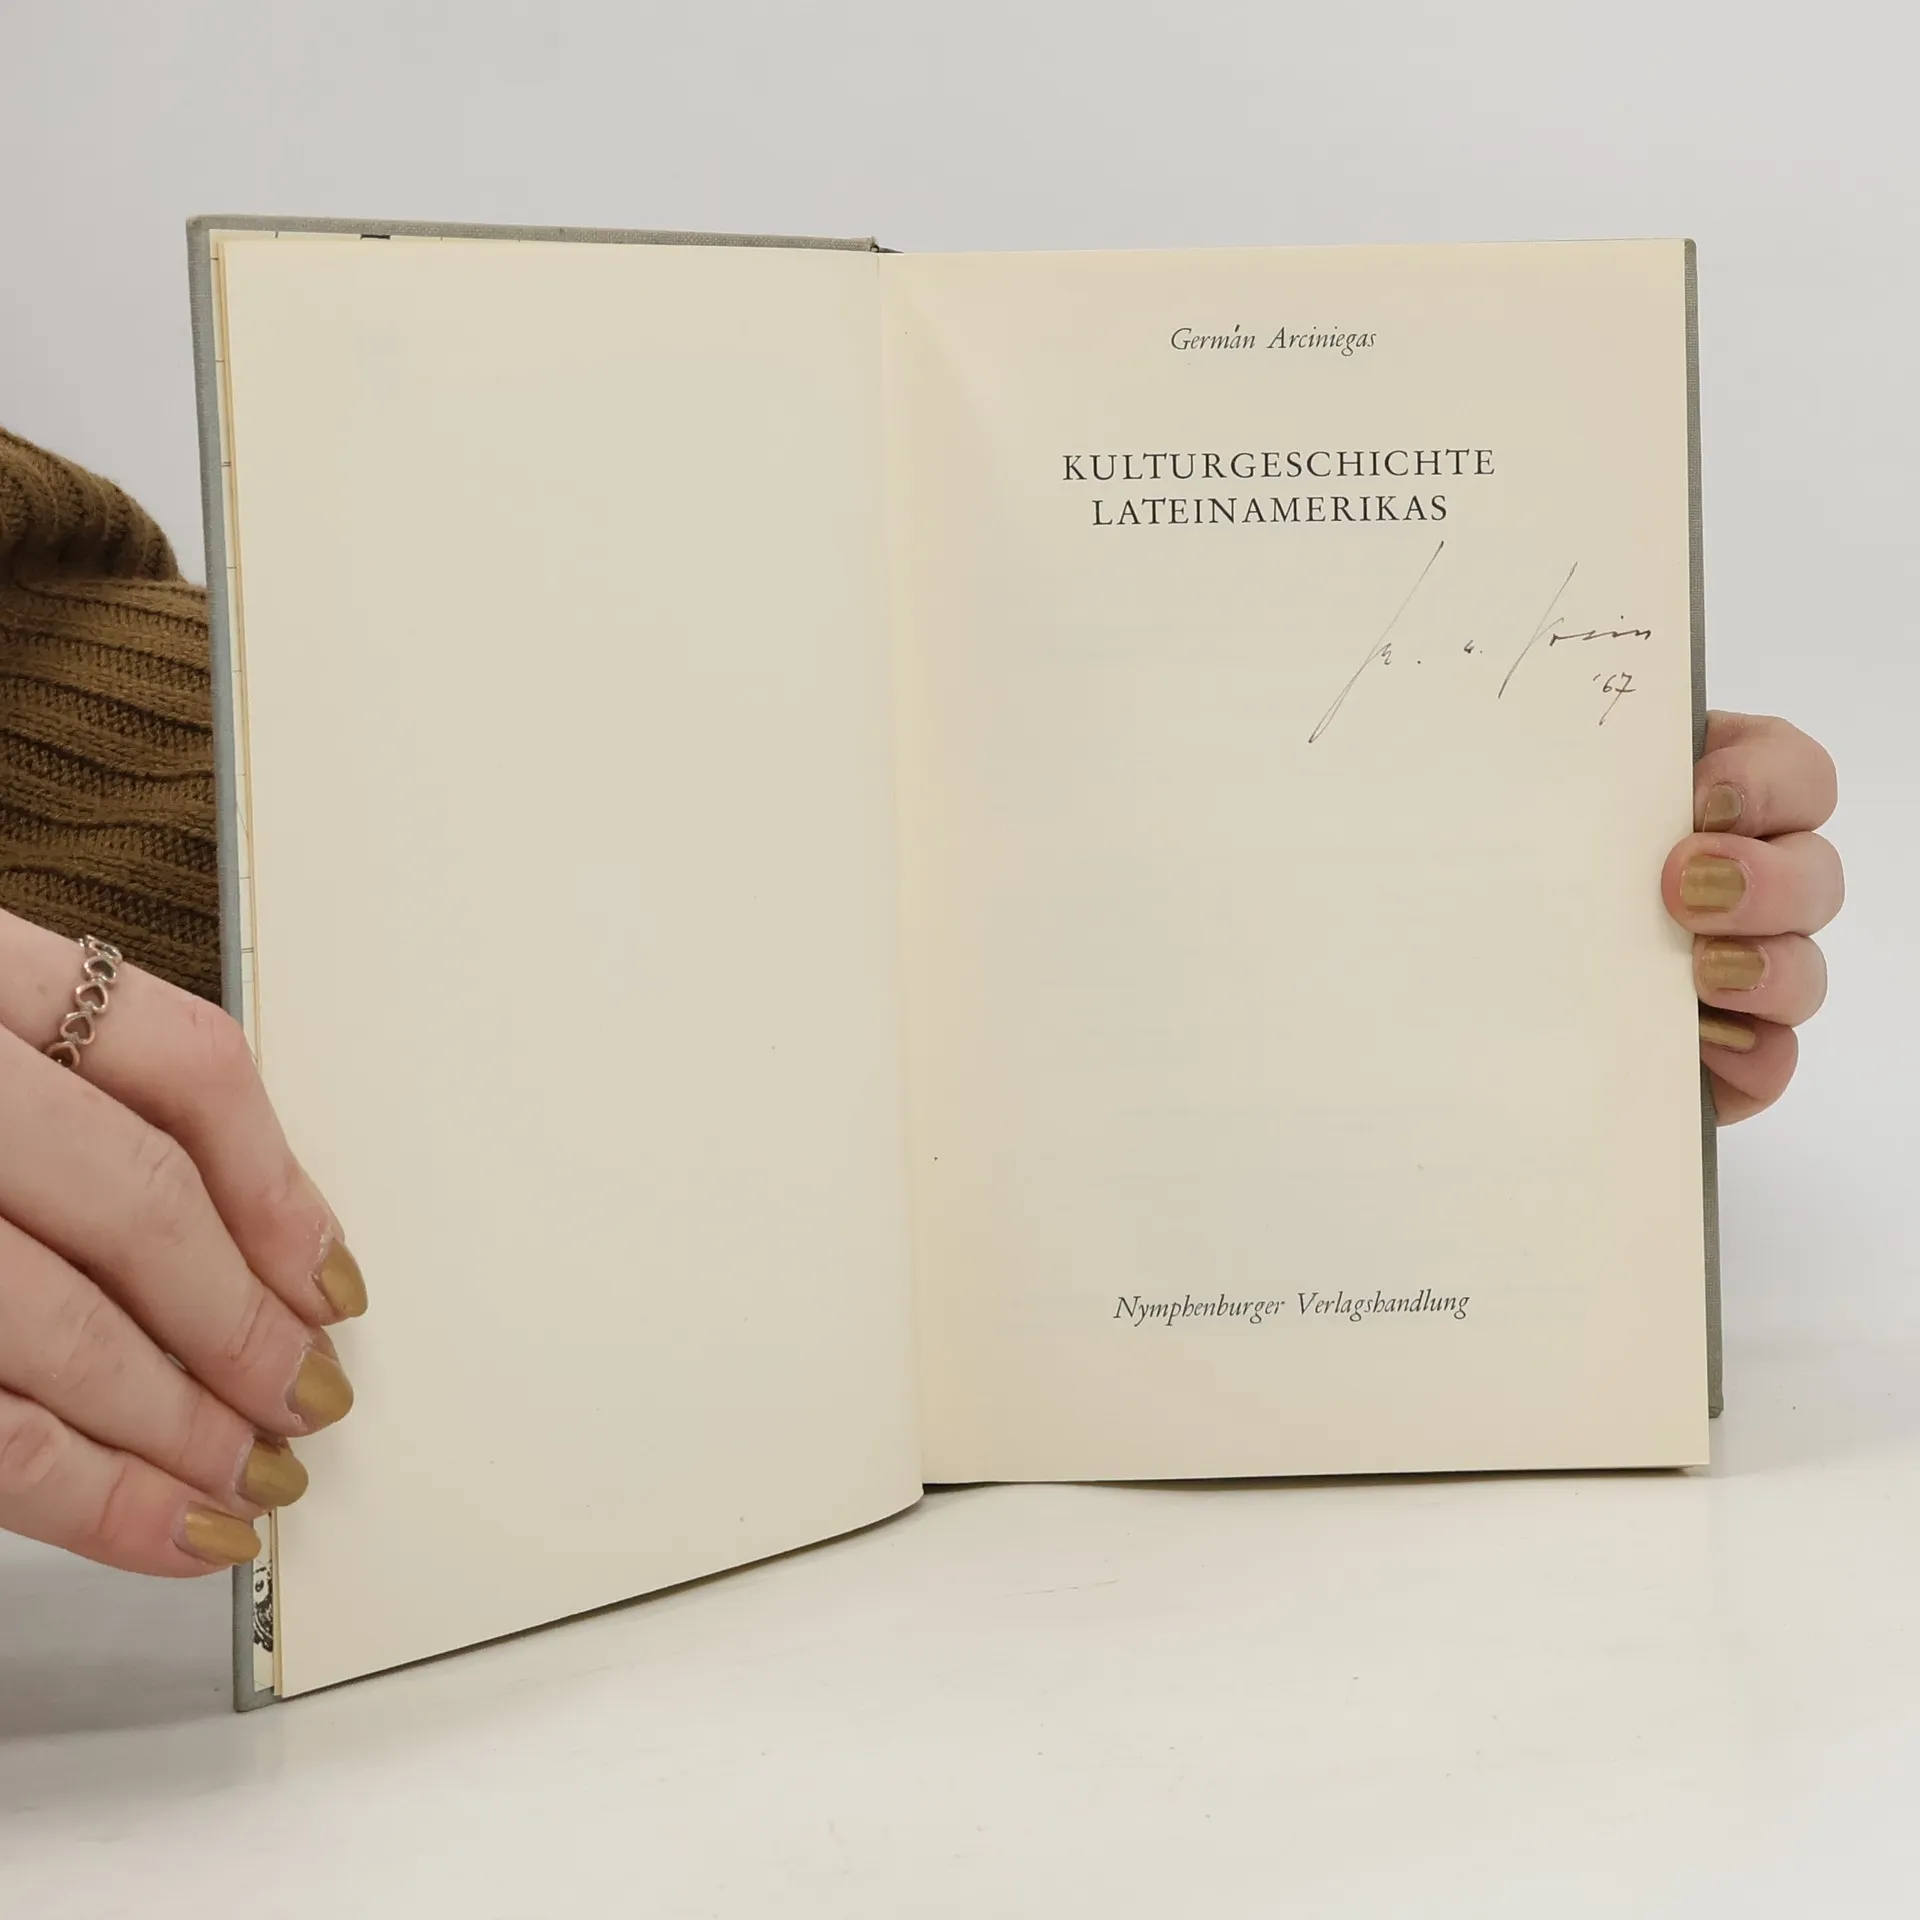 Germán Arciniegas
KULTURGESCHICHTE
LATEINAMERIKAS
'67
Nymphenburger Verlagshandlung